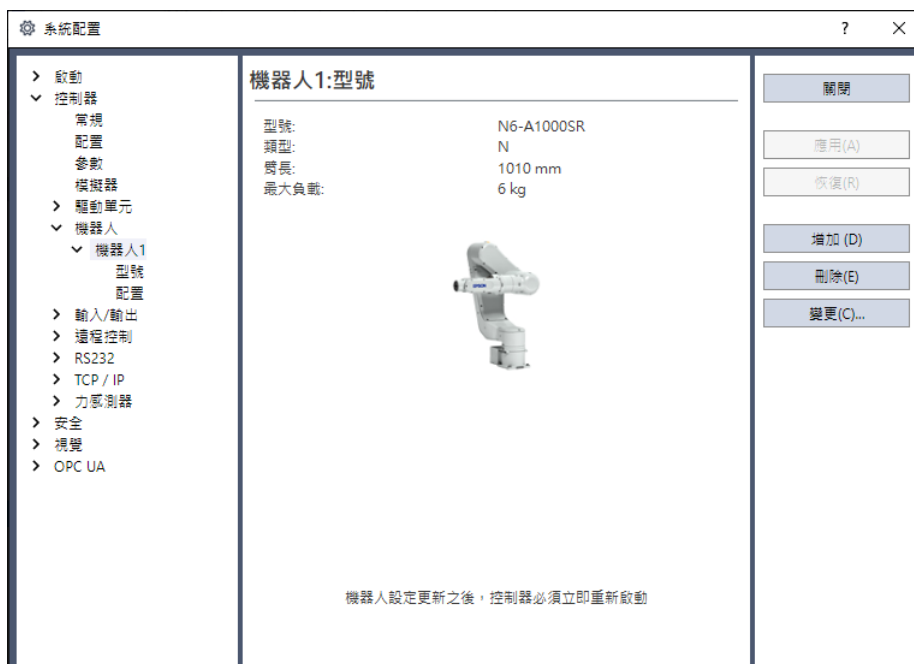 系統配置
?
啟動
控制器
常規
配置
參數
模擬器
驅動單元
機器人
機器人1
型號
配置
輸入/輸出
遠程控制
RS232
TCP / IP
力感測器
安全
視覺
OPC UA
機器人1:型號
型號: N6-A1000SR
類型: N
臂長: 1010 mm
最大負載: 6 kg
EPSON
機器人設定更新之後，控制器必須立即重新啟動
關閉
應用(A)
恢復(R)
增加 (D)
刪除(E)
變更(C)...